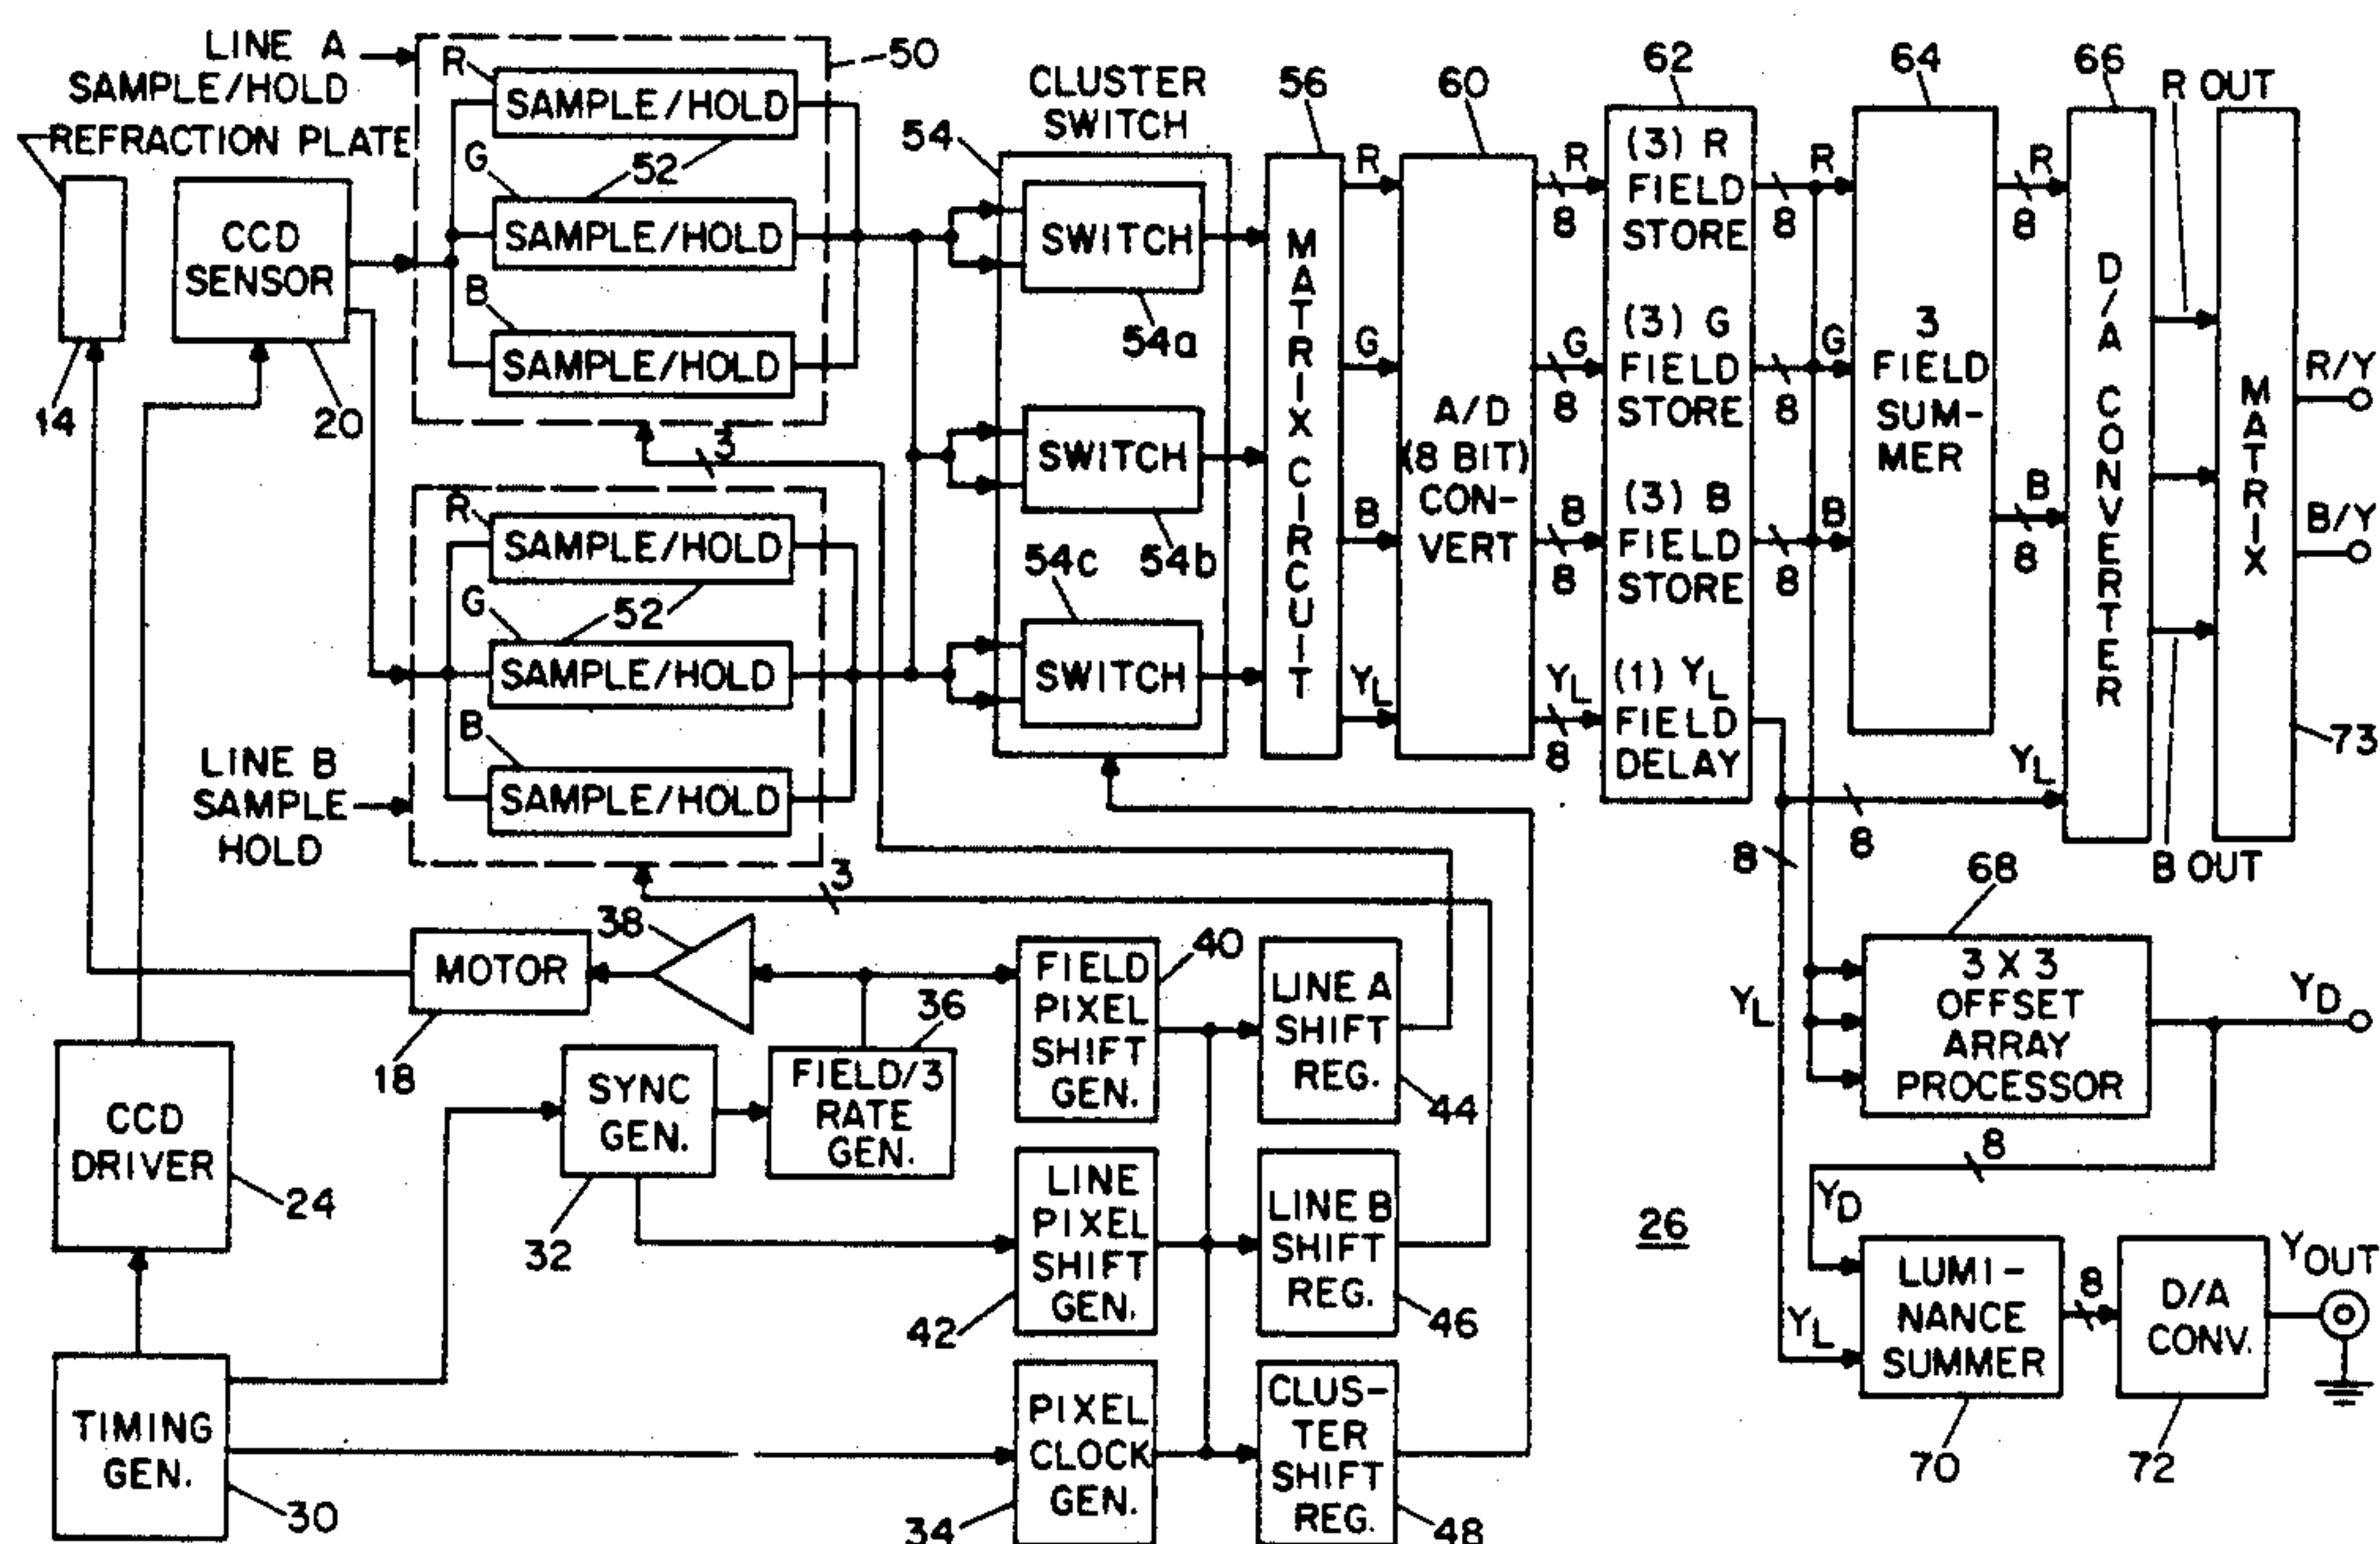 LINE A
SAMPLE/HOLD
REFRACTION PLATE
14
CCD
SENSOR
20
50
R
SAMPLE/HOLD
G
52
SAMPLE/HOLD
B
SAMPLE/HOLD
3
R
SAMPLE/HOLD
52
G
SAMPLE/HOLD
B
SAMPLE/HOLD
LINE B
SAMPLE
HOLD
3
CLUSTER
SWITCH
54
SWITCH
54a
SWITCH
54b
54c
SWITCH
56
MATRIX CIRCUIT
R
G
B
YL
60
A/D
(8 BIT)
CON-
VERT
R
8
G
8
B
8
YL
8
62
(3) R
FIELD
STORE
(3) G
FIELD
STORE
(3) B
FIELD
STORE
(1) YL
FIELD
DELAY
R
8
G
8
B
8
64
3
FIELD
SUM-
MER
R
8
B
8
YL
8
8
66
D/A CONVERTER
R OUT
B OUT
MATRIX
R/Y
B/Y
73
68
3 X 3
OFFSET
ARRAY
PROCESSOR
YL
YD
8
YD
YL
LUMI-
NANCE
SUMMER
70
8
D/A
CONV.
72
YOUT
26
MOTOR
18
38
FIELD/3
RATE
GEN.
36
SYNC
GEN.
32
FIELD
PIXEL
SHIFT
GEN.
40
LINE A
SHIFT
REG.
44
LINE
PIXEL
SHIFT
GEN.
42
LINE B
SHIFT
REG.
46
PIXEL
CLOCK
GEN.
34
CLUS-
TER
SHIFT
REG.
48
CCD
DRIVER
24
TIMING
GEN.
30